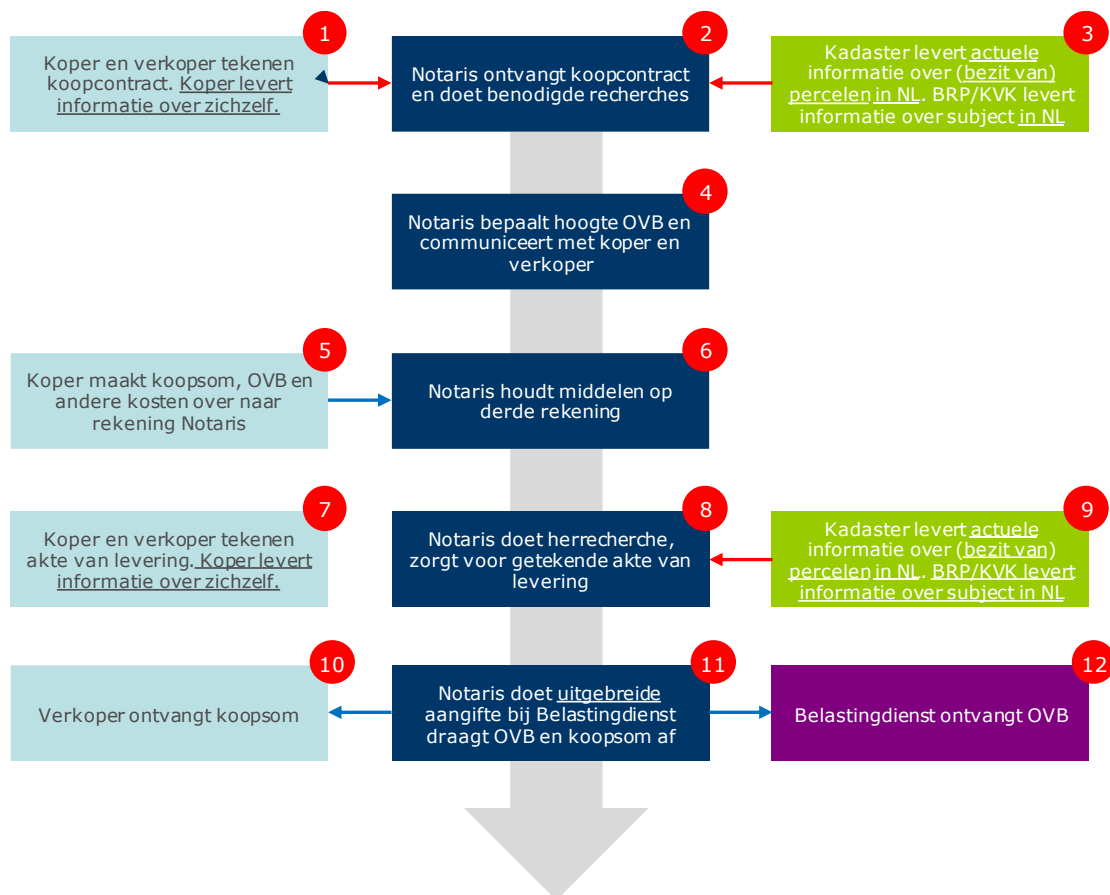 1
Koper en verkoper tekenen
koopcontract. Koper levert
informatie over zichzelf.
2
Notaris ontvangt koopcontract
en doet benodigde recherches
3
Kadaster levert actuele
informatie over (bezit van)
percelen in NL. BRP/KVK levert
informatie over subject in NL
4
Notaris bepaalt hoogte OVB en
communiceert met koper en
verkoper
5
Koper maakt koopsom, OVB en
andere kosten over naar
rekening Notaris
6
Notaris houdt middelen op
derde rekening
7
Koper en verkoper tekenen
akte van levering. Koper levert
informatie over zichzelf.
8
Notaris doet herrecherche,
zorgt voor getekende akte van
levering
9
Kadaster levert actuele
informatie over (bezit van)
percelen in NL. BRP/KVK levert
informatie over subject in NL
10
Verkoper ontvangt koopsom
11
Notaris doet uitgebreide
aangifte bij Belastingdienst
draagt OVB en koopsom af
12
Belastingdienst ontvangt OVB